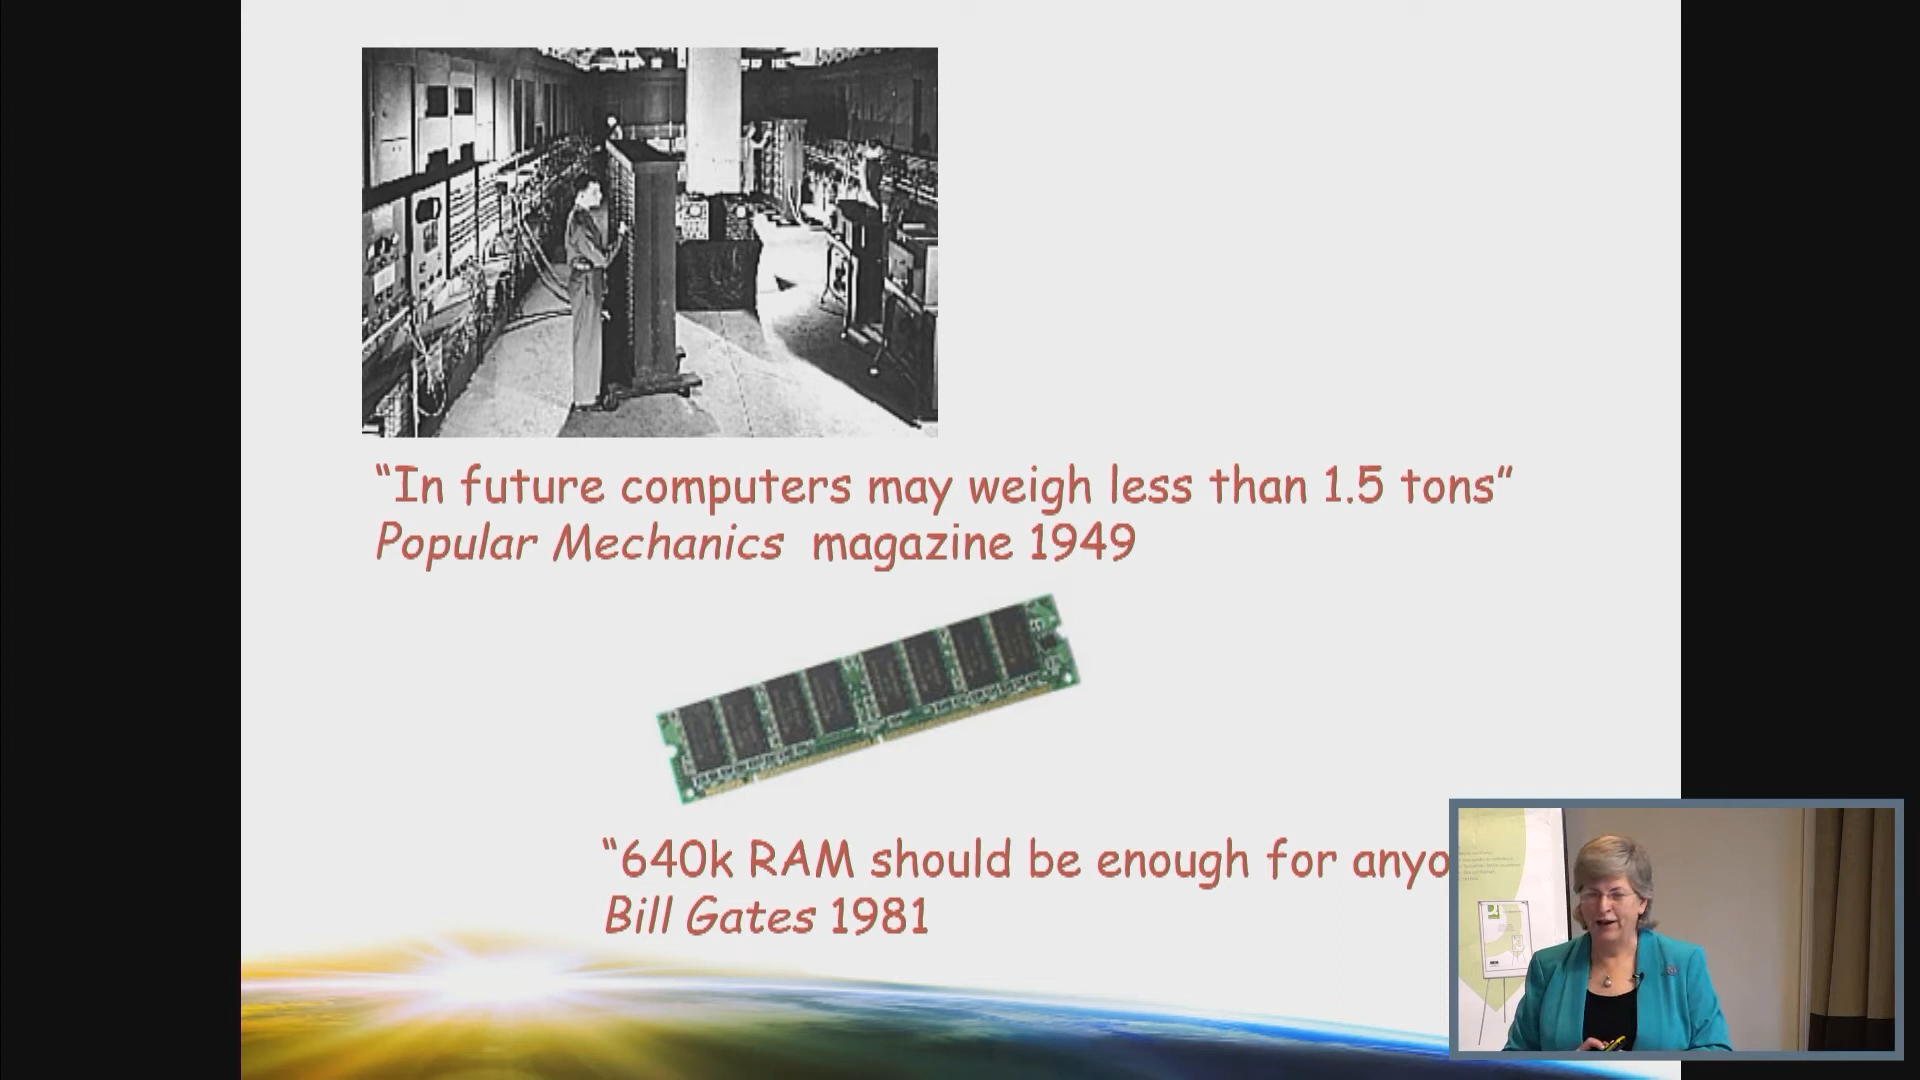 “In future computers may weigh less than 1.5 tons”
Popular Mechanics magazine 1949
“640k RAM should be enough for anyo
Bill Gates 1981